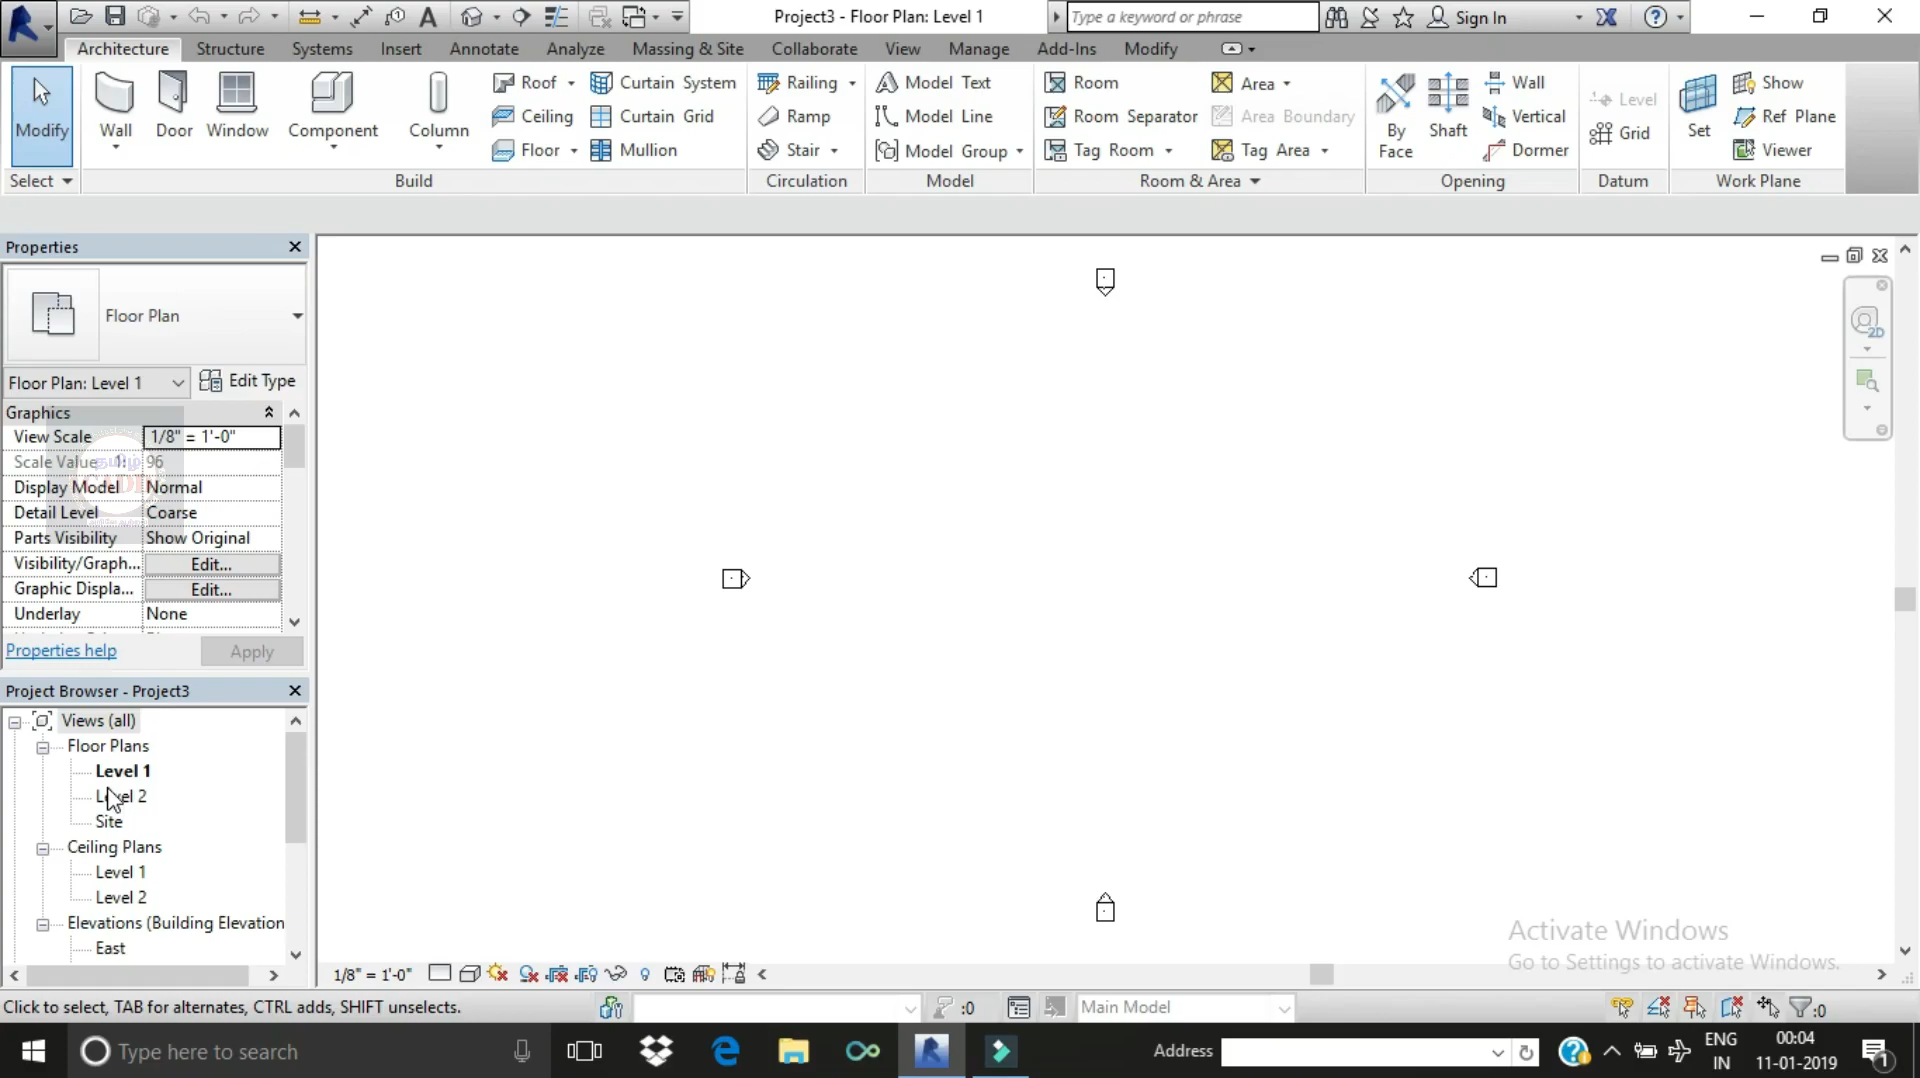 Project3 - Floor Plan: Level 1
Type a keyword or phrase
Sign In
Architecture Structure Systems Insert Annotate Analyze Massing & Site Collaborate View Manage Add-Ins Modify
Modify
Wall
Door
Window
Component
Column
Roof
Ceiling
Floor
Curtain System
Curtain Grid
Mullion
Railing
Ramp
Stair
Model Text
Model Line
Model Group
Room
Room Separator
Tag Room
Area
Area Boundary
Tag Area
By Face
Shaft
Wall
Vertical
Dormer
Level
Grid
Set
Show
Ref Plane
Viewer
Select Build Circulation Model Room & Area Opening Datum Work Plane
Properties
Floor Plan
Floor Plan: Level 1 Edit Type
Graphics
View Scale 1/8" = 1'-0"
Scale Value 1: 96
Display Model Normal
Detail Level Coarse
Parts Visibility Show Original
Visibility/Graph... Edit...
Graphic Displa... Edit...
Underlay None
Properties help Apply
Project Browser - Project3
Views (all)
Floor Plans
Level 1
Level 2
Site
Ceiling Plans
Level 1
Level 2
Elevations (Building Elevation
East
2D
Activate Windows
Go to Settings to activate Windows.
1/8" = 1'-0"
Click to select, TAB for alternates, CTRL adds, SHIFT unselects.
:0
Main Model
:0
Type here to search
Address
ENG
IN
00:04
11-01-2019
1